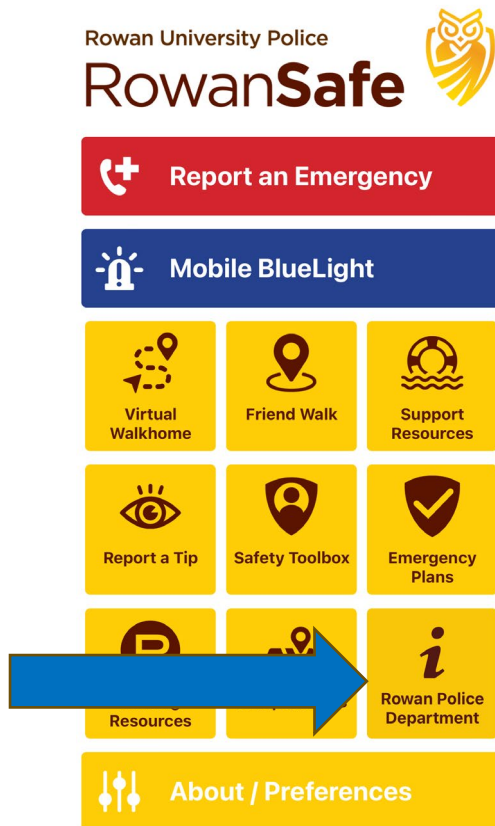 Rowan University Police
RowanSafe
Report an Emergency
Mobile BlueLight
Virtual
Walkhome
Friend Walk
Support
Resources
Report a Tip
Safety Toolbox
Emergency
Plans
Resources
Rowan Police
Department
About / Preferences